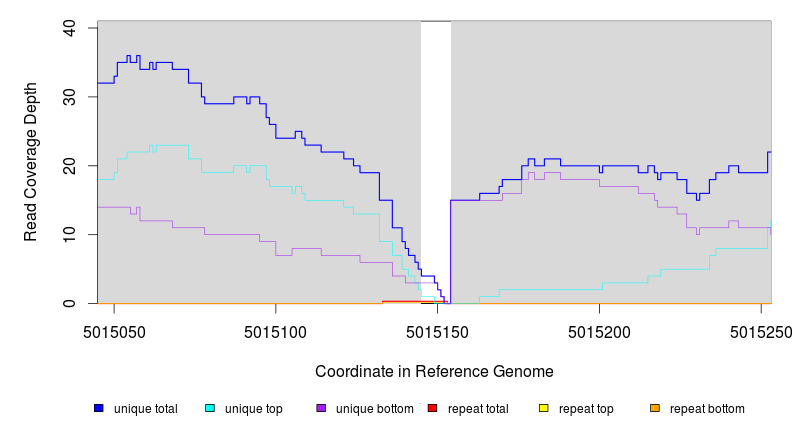 40
30
20
10
0
Read Coverage Depth
5015050 5015100 5015150 5015200 5015250
Coordinate in Reference Genome
unique total unique top unique bottom repeat total repeat top repeat bottom